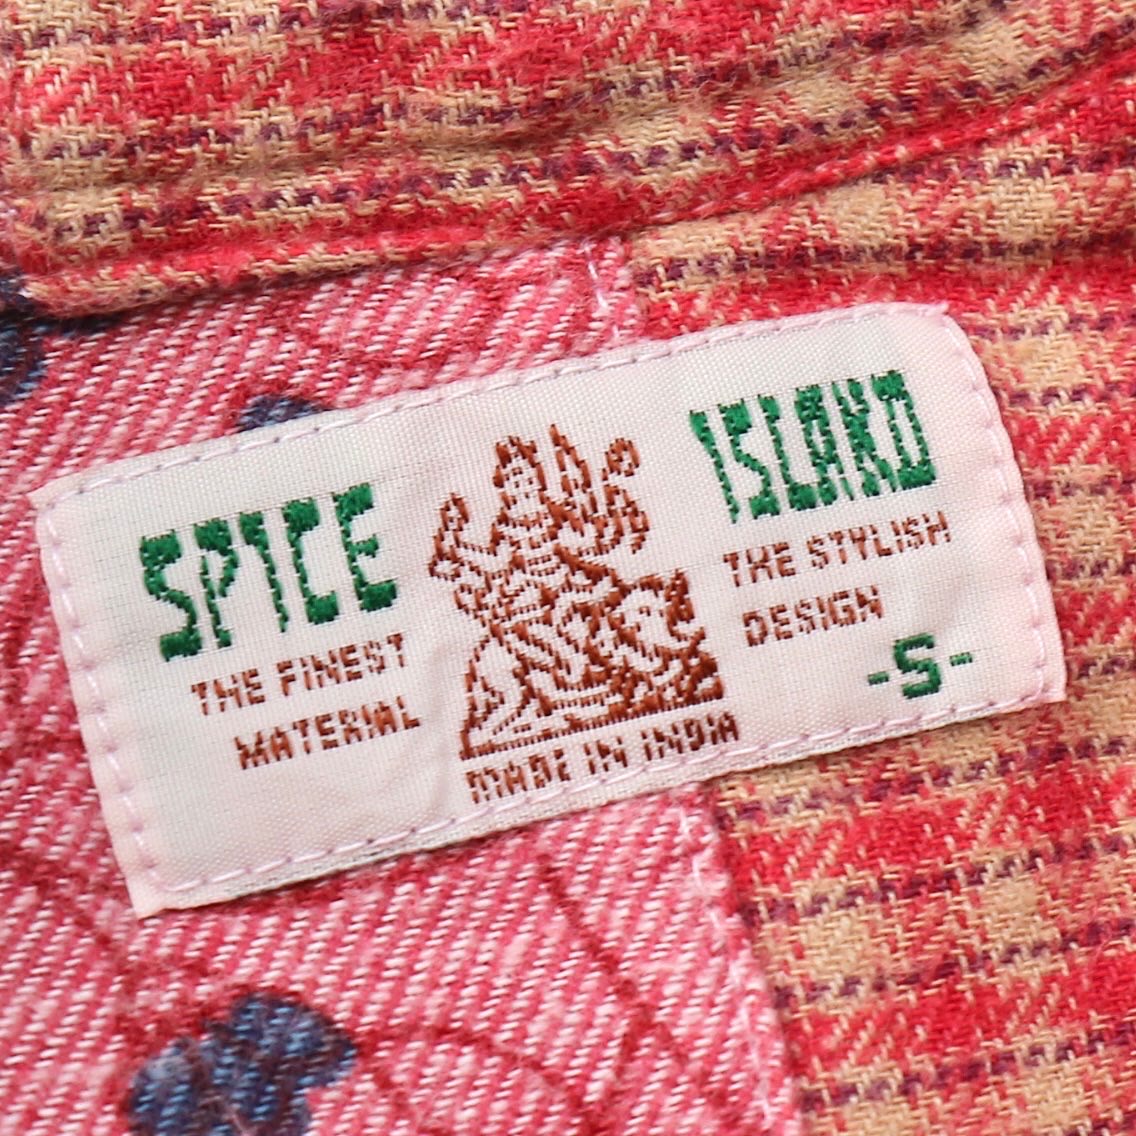 SPICE ISLAND
THE FINEST
MATERIAL
THE STYLISH
DESIGN
-S-
MADE IN INDIA